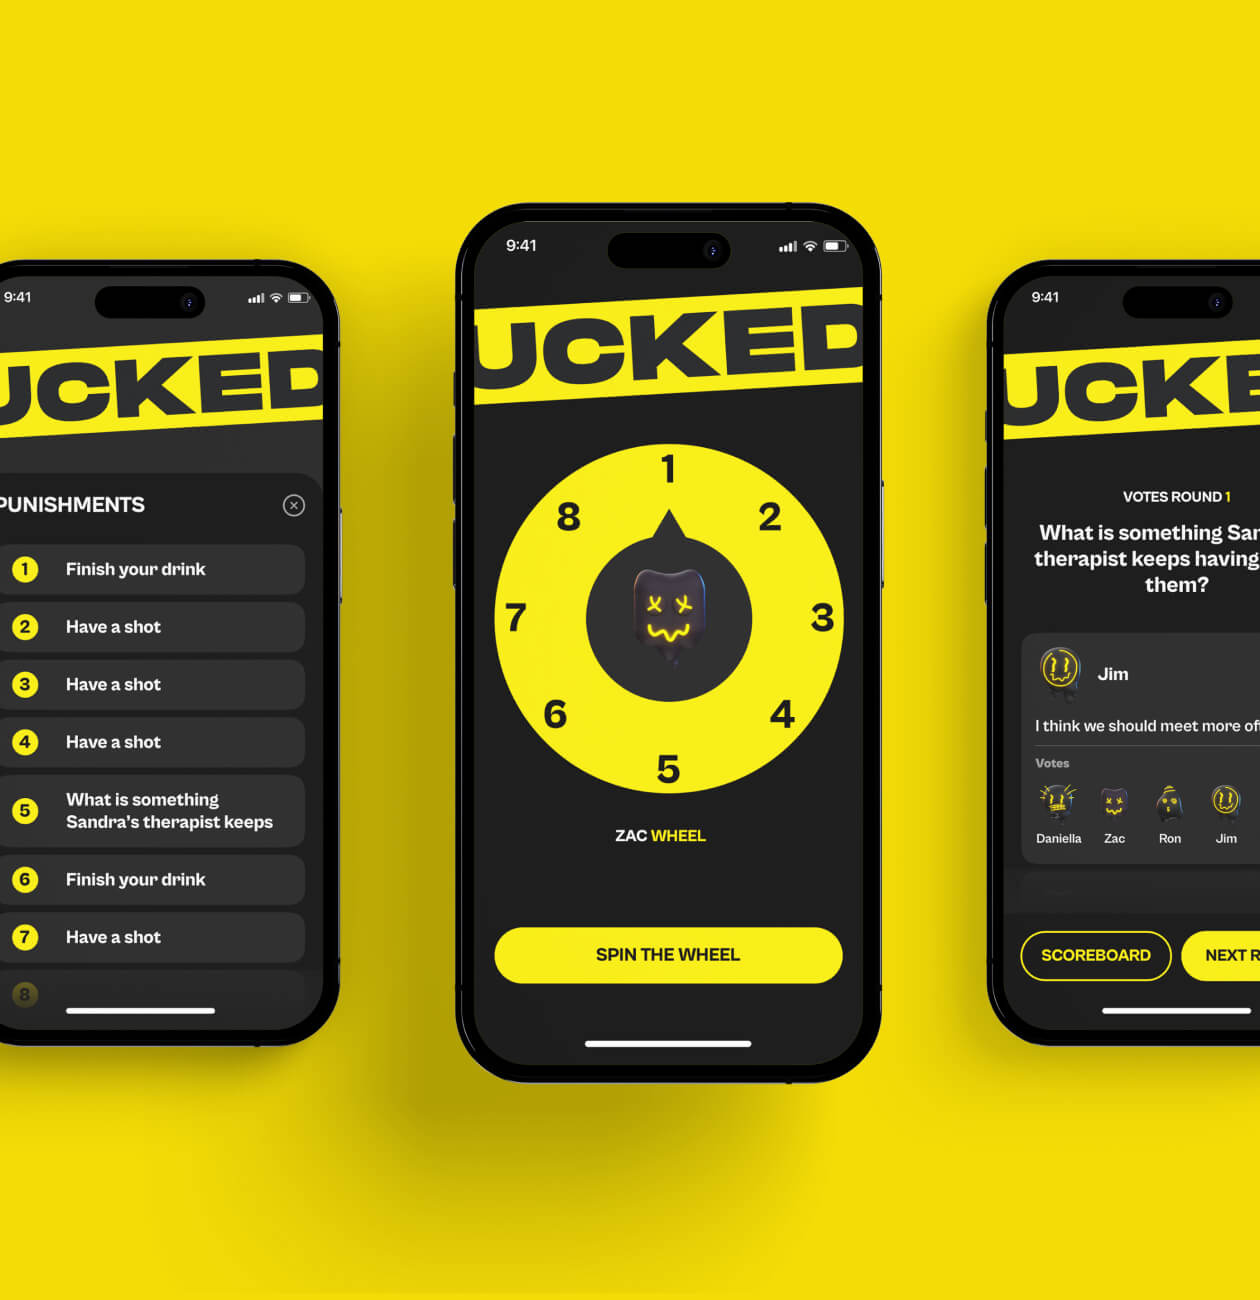 9:41
UCKED
PUNISHMENTS
1 Finish your drink
2 Have a shot
3 Have a shot
4 Have a shot
5 What is something
Sandra's therapist keeps
6 Finish your drink
7 Have a shot
8
9:41
UCKED
1
2
3
4
5
6
7
8
ZAC WHEEL
SPIN THE WHEEL
9:41
UCKE
VOTES ROUND 1
What is something
therapist keeps having
them?
Jim
I think we should meet more
Votes
Daniella Zac Ron Jim
SCOREBOARD
NEXT